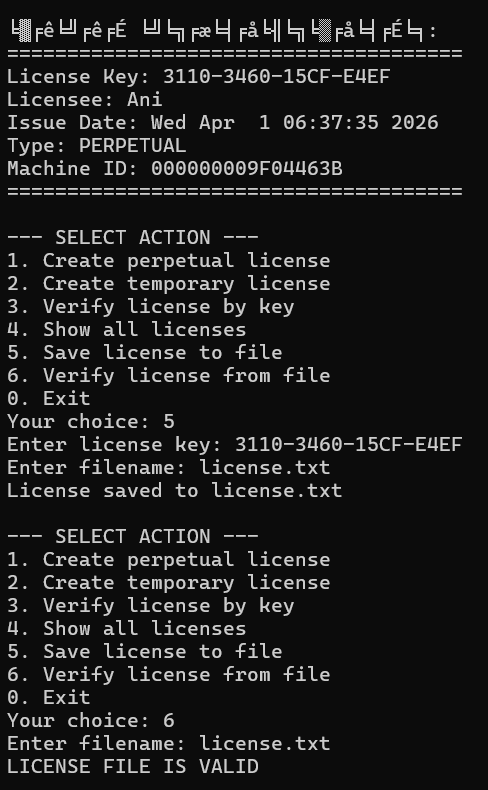 ========================================
License Key: 3110-3460-15CF-E4EF
Licensee: Ani
Issue Date: Wed Apr  1 06:37:35 2026
Type: PERPETUAL
Machine ID: 000000009F04463B
========================================
--- SELECT ACTION ---
1. Create perpetual license
2. Create temporary license
3. Verify license by key
4. Show all licenses
5. Save license to file
6. Verify license from file
0. Exit
Your choice: 5
Enter license key: 3110-3460-15CF-E4EF
Enter filename: license.txt
License saved to license.txt
--- SELECT ACTION ---
1. Create perpetual license
2. Create temporary license
3. Verify license by key
4. Show all licenses
5. Save license to file
6. Verify license from file
0. Exit
Your choice: 6
Enter filename: license.txt
LICENSE FILE IS VALID